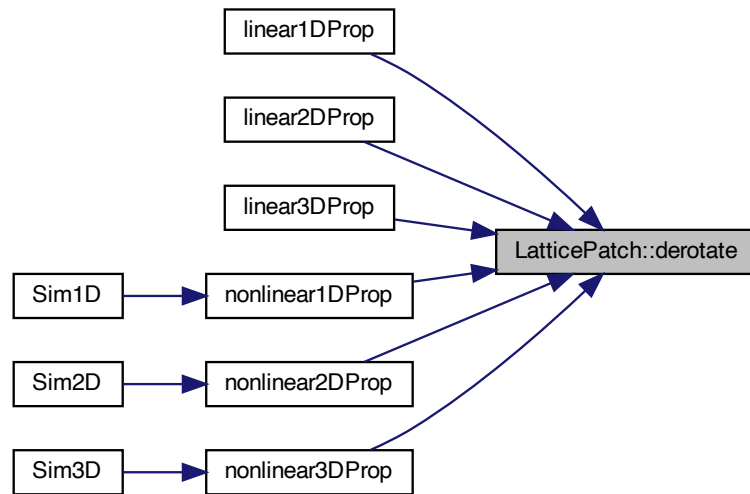 linear1DProp
linear2DProp
linear3DProp
LatticePatch::derotate
Sim1D
nonlinear1DProp
Sim2D
nonlinear2DProp
Sim3D
nonlinear3DProp